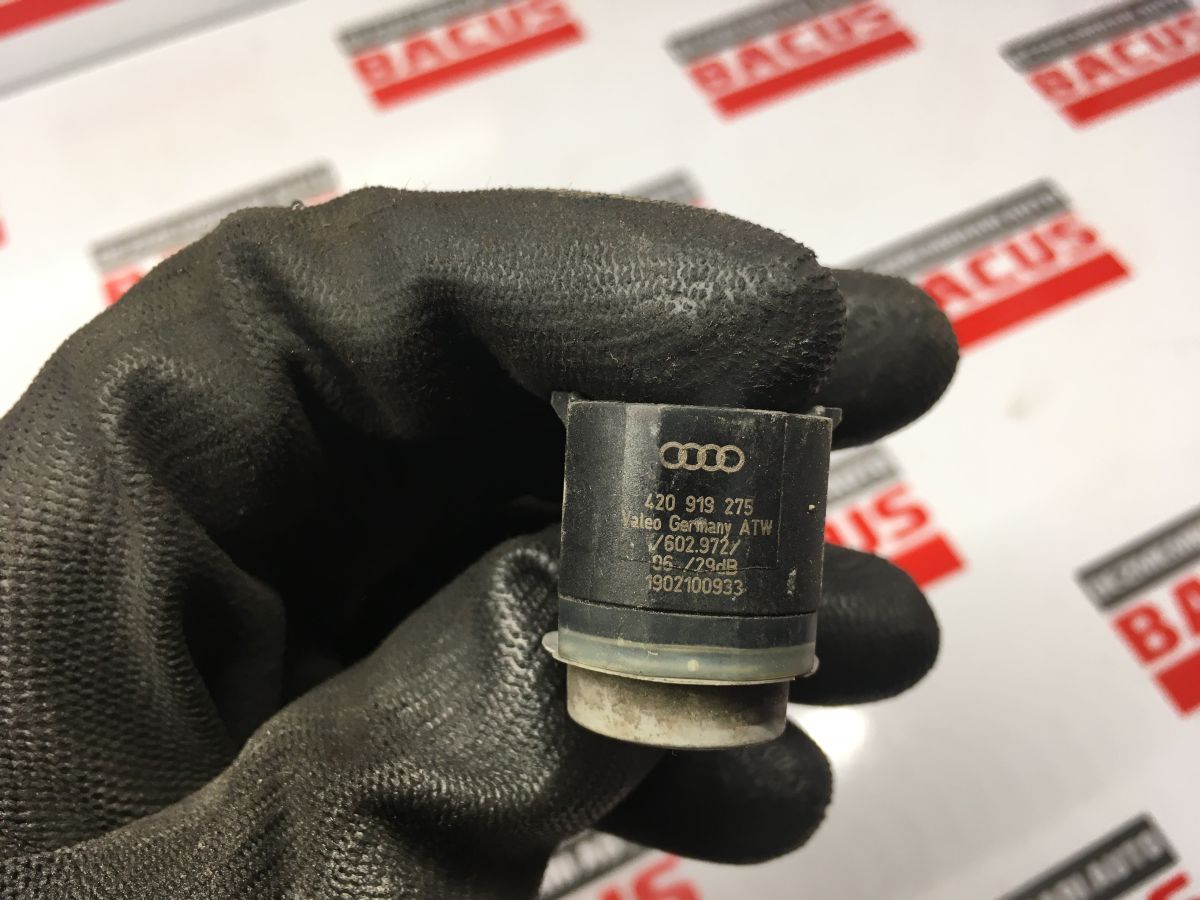 BACUS
BACUS
BACUS
BACUS
420 919 275
Valeo Germany ATW
/602.972/
06 /29dB
1902100933